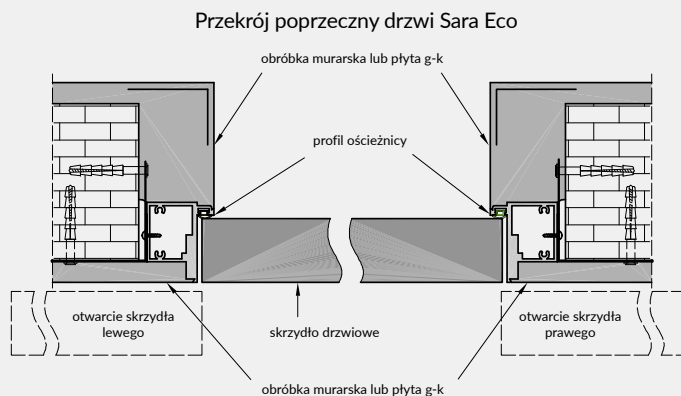 Przekrój poprzeczny drzwi Sara Eco
obróbka murarska lub płyta g-k
profil ościeżnicy
otwarcie skrzydła
lewego
skrzydło drzwiowe
otwarcie skrzydła
prawego
obróbka murarska lub płyta g-k